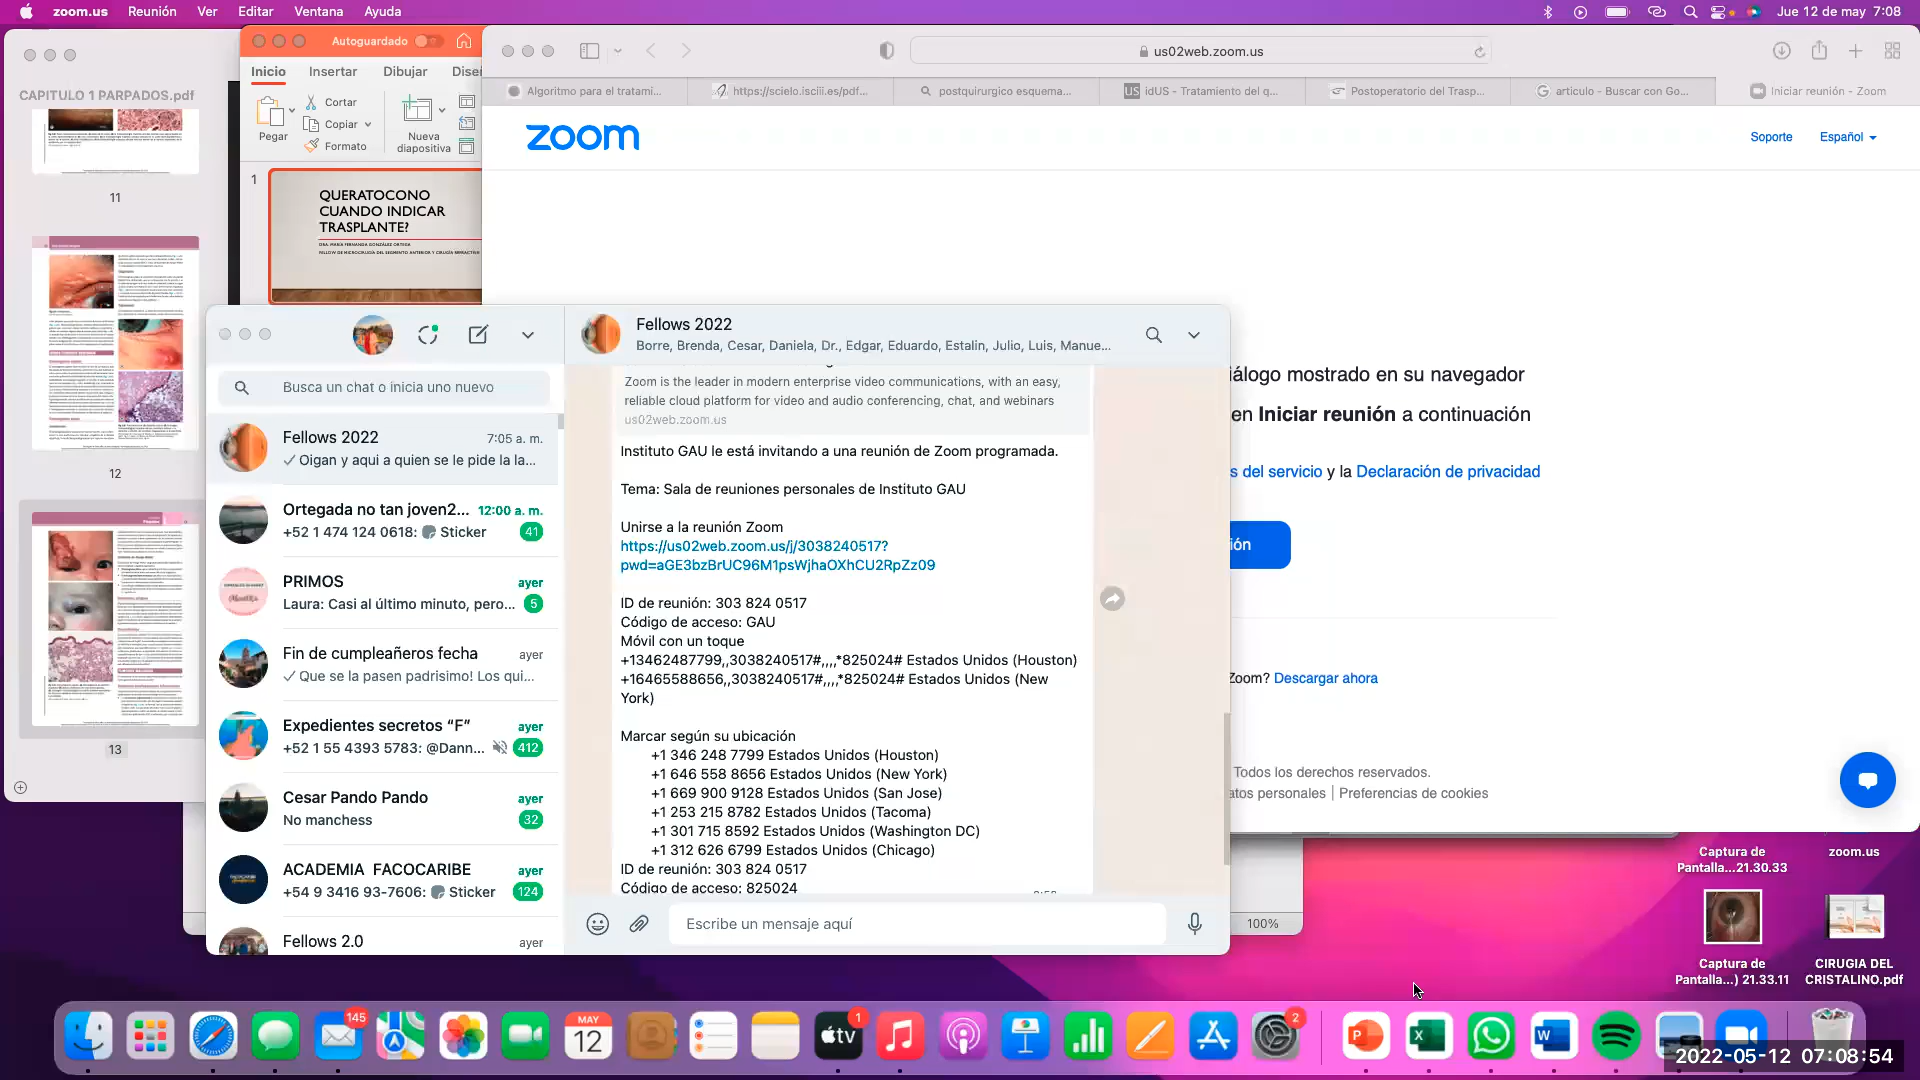 zoom.us Reunión Ver Editar Ventana Ayuda
Jue 12 de may 7:08
CAPITULO 1 PARPADOS.pdf
11
12
13
Autoguardado
Inicio Insertar Dibujar
Pegar
Cortar
Copiar
Formato
Nueva
diapositiva
1
QUERATOCONO
CUANDO INDICAR
TRASPLANTE?
DRA. MARÍA FERNANDA GONZÁLEZ ORTEGA
FELLOW DE MICROCIRUGÍA DEL SEGMENTO ANTERIOR Y CIRUGÍA REFRACTIVA
us02web.zoom.us
Algoritmo para el tratami...
https://scielo.isciii.es/pdf...
postquirurgico esquema...
US idUS - Tratamiento del q...
Postoperatorio del Trasp...
articulo - Buscar con Go...
Iniciar reunión - Zoom
zoom
Soporte Español
iálogo mostrado en su navegador
en Iniciar reunión a continuación
s del servicio y la Declaración de privacidad
ión
Zoom? Descargar ahora
Todos los derechos reservados.
atos personales | Preferencias de cookies
Busca un chat o inicia uno nuevo
Fellows 2022 7:05 a. m.
Oigan y aqui a quien se le pide la la...
Ortegada no tan joven2... 12:00 a. m.
+52 1 474 124 0618: Sticker 41
PRIMOS ayer
Laura: Casi al último minuto, pero... 5
Fin de cumpleañeros fecha ayer
Que se la pasen padrisimo! Los qui...
Expedientes secretos “F” ayer
+52 1 55 4393 5783: @Dann... 412
Cesar Pando Pando ayer
No manchess 32
ACADEMIA FACOCARIBE ayer
+54 9 3416 93-7606: Sticker 124
Fellows 2.0 ayer
Fellows 2022
Borre, Brenda, Cesar, Daniela, Dr., Edgar, Eduardo, Estalin, Julio, Luis, Manue...
Zoom is the leader in modern enterprise video communications, with an easy,
reliable cloud platform for video and audio conferencing, chat, and webinars
us02web.zoom.us
Instituto GAU le está invitando a una reunión de Zoom programada.
Tema: Sala de reuniones personales de Instituto GAU
Unirse a la reunión Zoom
https://us02web.zoom.us/j/3038240517?
pwd=aGE3bzBrUC96M1psWjhaOXhCU2RpZz09
ID de reunión: 303 824 0517
Código de acceso: GAU
Móvil con un toque
+13462487799,,3038240517#,,,,*825024# Estados Unidos (Houston)
+16465588656,,3038240517#,,,,*825024# Estados Unidos (New
York)
Marcar según su ubicación
+1 346 248 7799 Estados Unidos (Houston)
+1 646 558 8656 Estados Unidos (New York)
+1 669 900 9128 Estados Unidos (San Jose)
+1 253 215 8782 Estados Unidos (Tacoma)
+1 301 715 8592 Estados Unidos (Washington DC)
+1 312 626 6799 Estados Unidos (Chicago)
ID de reunión: 303 824 0517
Código de acceso: 825024
Escribe un mensaje aquí
100%
Captura de
Pantalla...21.30.33
zoom.us
Captura de
Pantalla...) 21.33.11
CIRUGIA DEL
CRISTALINO.pdf
145
MAY
12
tv
1
2
2022-05-12 07:08:54